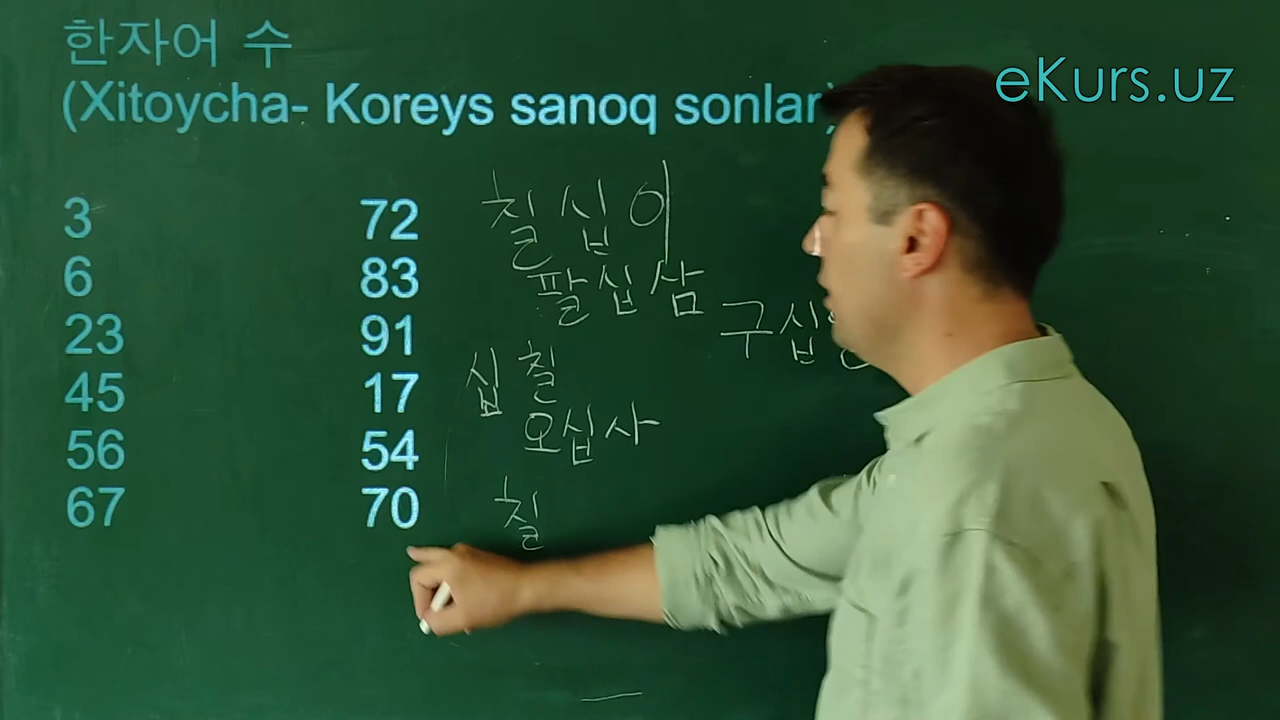 한자어 수
eKurs.uz
(Xitoycha- Koreys sanoq sonlar)
3 72 칠십이
6 83 팔십삼
23 91 구십
45 17 십칠
56 54 오십사
67 70 칠